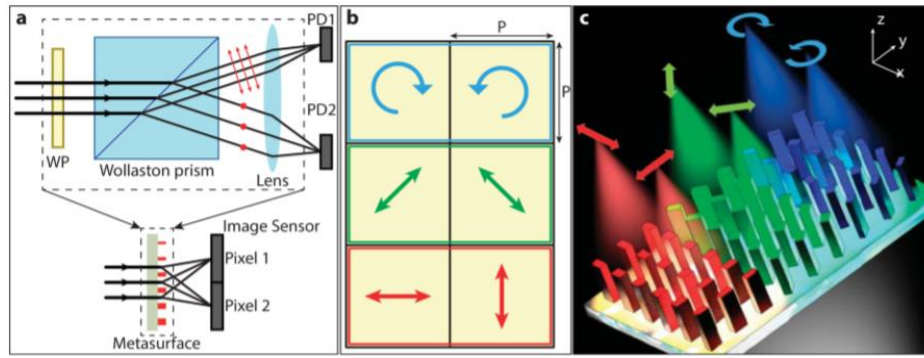 a
PD1
PD2
WP
Wollaston prism
Lens
Image Sensor
Pixel 1
Pixel 2
Metasurface
b
P
P
c
z
y
x